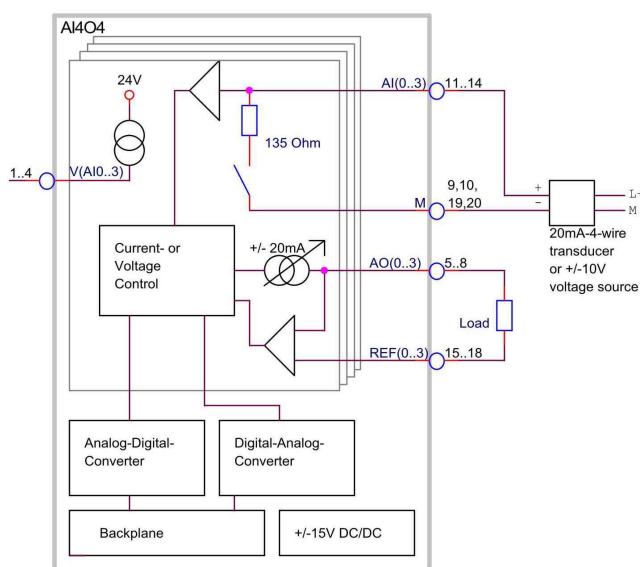 AI4O4
24V
AI(0..3) 11..14
135 Ohm
1..4 V(AI0..3)
9,10,
M 19,20
+
−
L-
M
20mA-4-wire
transducer
or +/-10V
voltage source
Current- or
Voltage
Control
+/- 20mA
AO(0..3) 5..8
Load
REF(0..3) 15..18
Analog-Digital-
Converter
Digital-Analog-
Converter
Backplane
+/-15V DC/DC